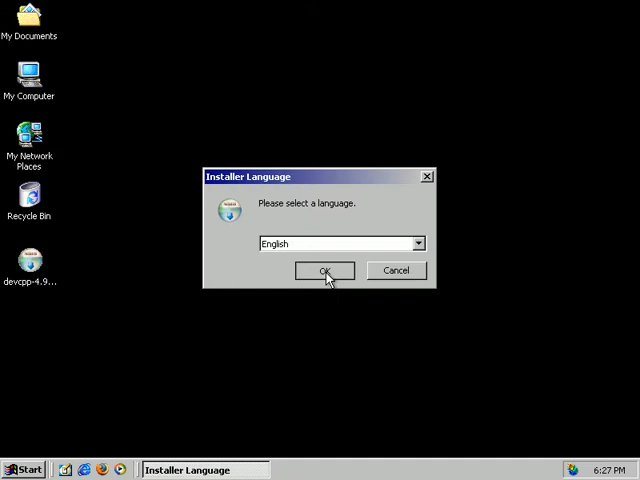 My Documents
My Computer
My Network
Places
Recycle Bin
devcpp-4.9...
Installer Language
Please select a language.
English
OK
Cancel
Start
Installer Language
6:27 PM